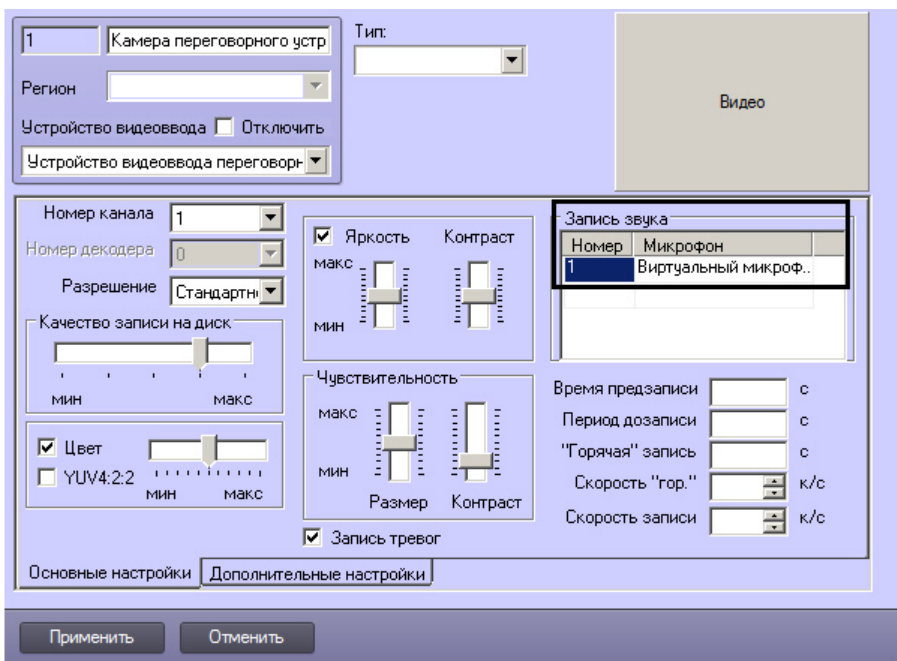 1
Камера переговорного устр
Тип:
Регион
Видео
Устройство видеоввода
Отключить
Устройство видеоввода переговорн
Номер канала
1
Номер декодера
0
Разрешение
Стандартн
Качество записи на диск
мин
макс
Цвет
YUV4:2:2
мин
макс
Яркость
Контраст
макс
мин
Чувствительность
макс
мин
Размер
Контраст
Запись тревог
Запись звука
Номер
Микрофон
1
Виртуальный микроф..
Время предзаписи
с
Период дозаписи
с
"Горячая" запись
с
Скорость "гор."
к/с
Скорость записи
к/с
Основные настройки
Дополнительные настройки
Применить
Отменить